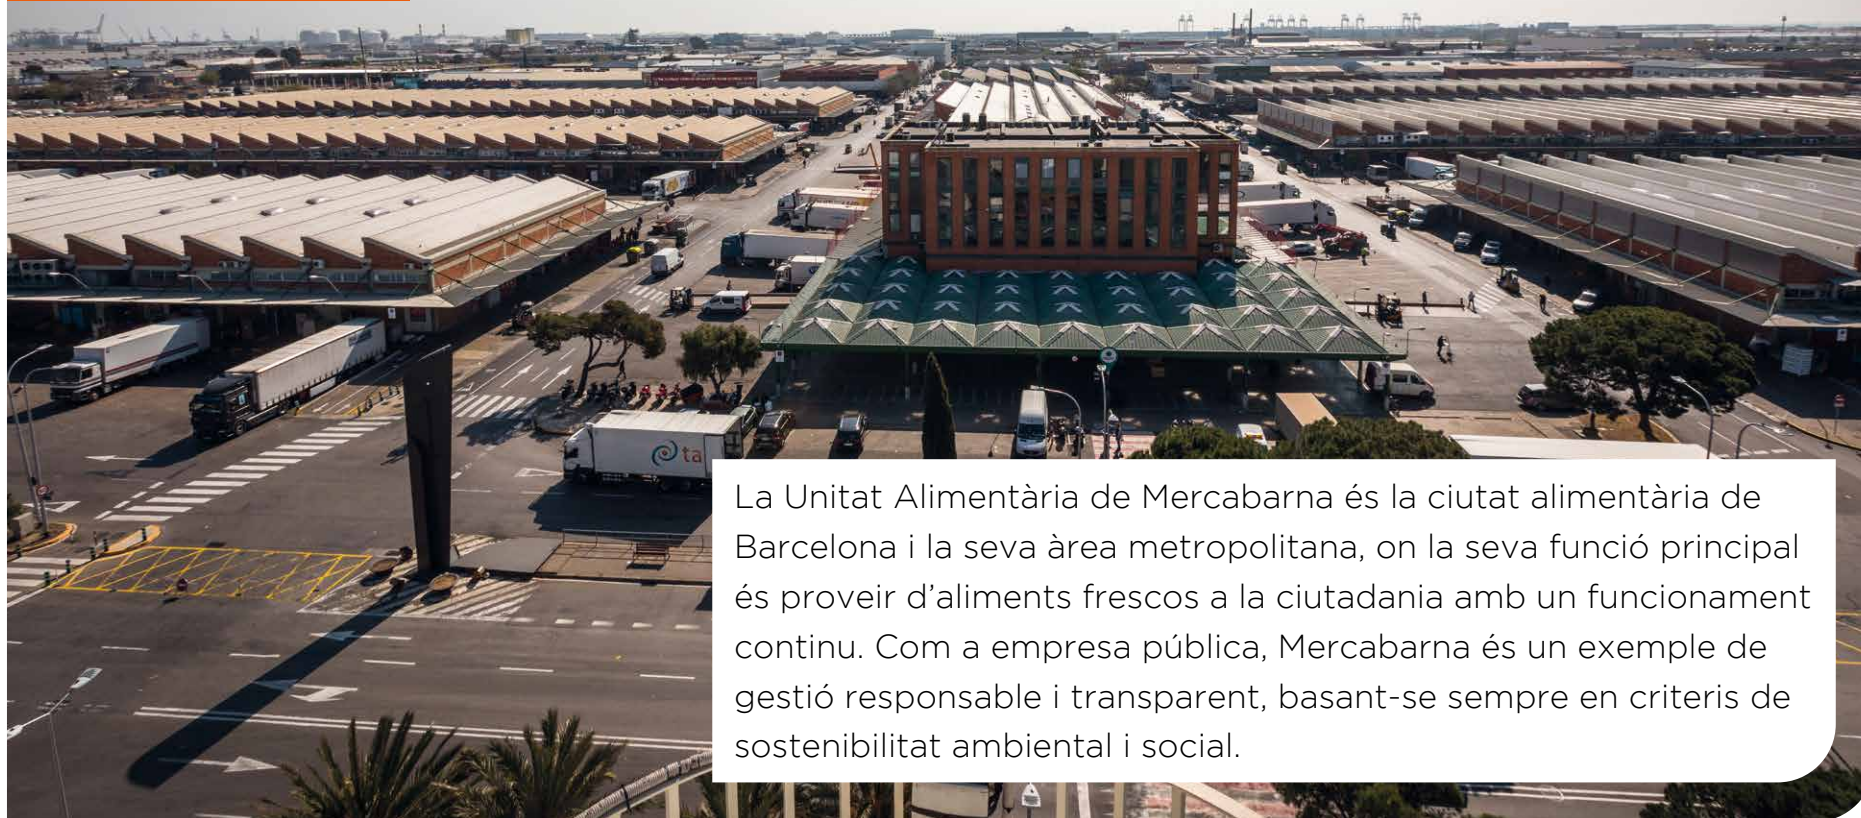 ta
La Unitat Alimentària de Mercabarna és la ciutat alimentària de
Barcelona i la seva àrea metropolitana, on la seva funció principal
és proveir d’aliments frescos a la ciutadania amb un funcionament
continu. Com a empresa pública, Mercabarna és un exemple de
gestió responsable i transparent, basant-se sempre en criteris de
sostenibilitat ambiental i social.